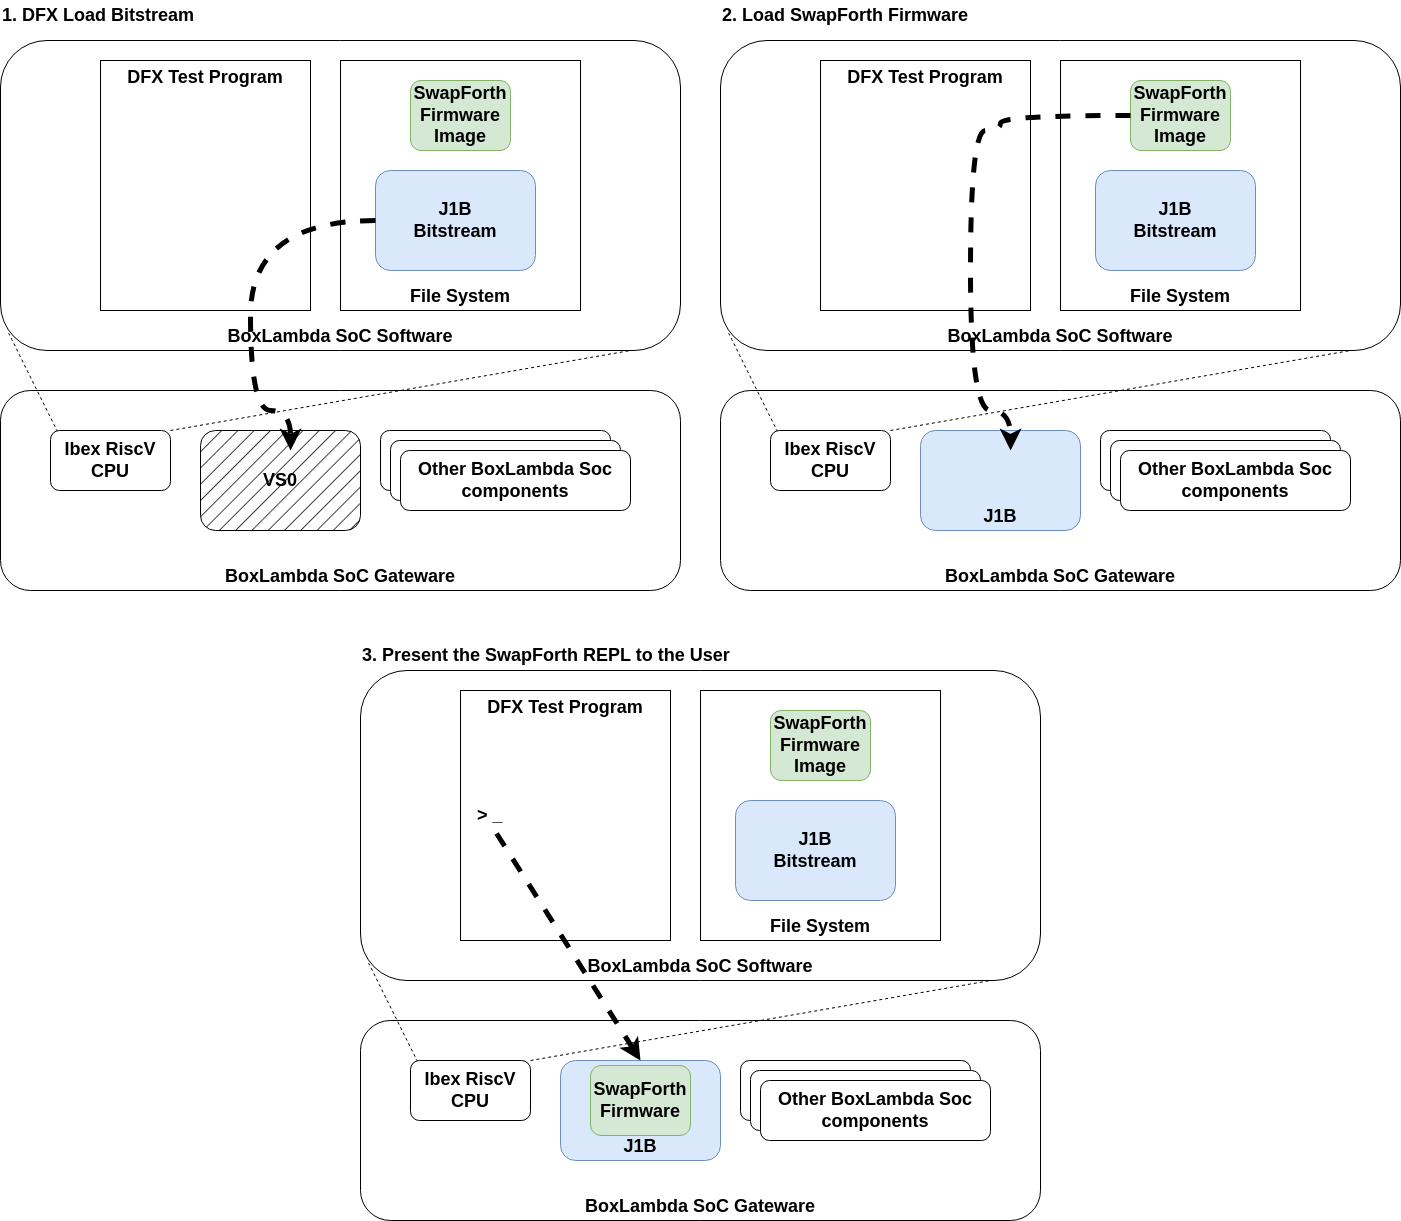 1. DFX Load Bitstream
DFX Test Program
SwapForth
Firmware
Image
J1B
Bitstream
File System
BoxLambda SoC Software
Ibex RiscV
CPU
VS0
Other BoxLambda Soc
components
BoxLambda SoC Gateware
2. Load SwapForth Firmware
DFX Test Program
SwapForth
Firmware
Image
J1B
Bitstream
File System
BoxLambda SoC Software
Ibex RiscV
CPU
J1B
Other BoxLambda Soc
components
BoxLambda SoC Gateware
3. Present the SwapForth REPL to the User
DFX Test Program
SwapForth
Firmware
Image
> _
J1B
Bitstream
File System
BoxLambda SoC Software
Ibex RiscV
CPU
SwapForth
Firmware
J1B
Other BoxLambda Soc
components
BoxLambda SoC Gateware